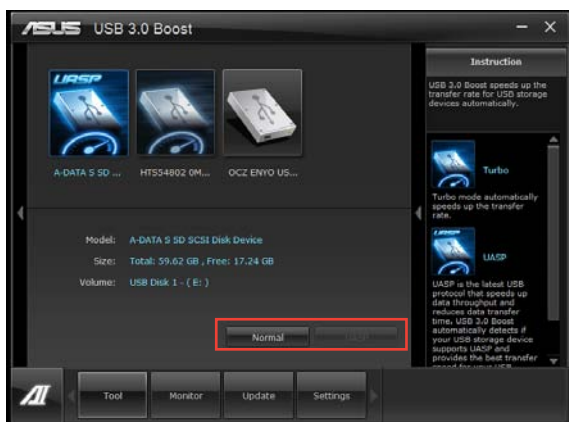 ASUS USB 3.0 Boost
Instruction
USB 3.0 Boost speeds up the
transfer rate for USB storage
devices automatically.
UASP
A-DATA S SD ...
HTS54802 0M...
OCZ ENYO US...
Turbo
Turbo mode automatically
speeds up the transfer
rate.
UASP
UASP
UASP is the latest USB
protocol that speeds up
data throughput and
reduces data transfer
time. USB 3.0 Boost
automatically detects if
your USB storage device
supports UASP and
provides the best transfer
Model: A-DATA S SD SCSI Disk Device
Size: Total: 59.62 GB , Free: 17.24 GB
Volume: USB Disk 1 - ( E: )
Normal
AI
Tool
Monitor
Update
Settings